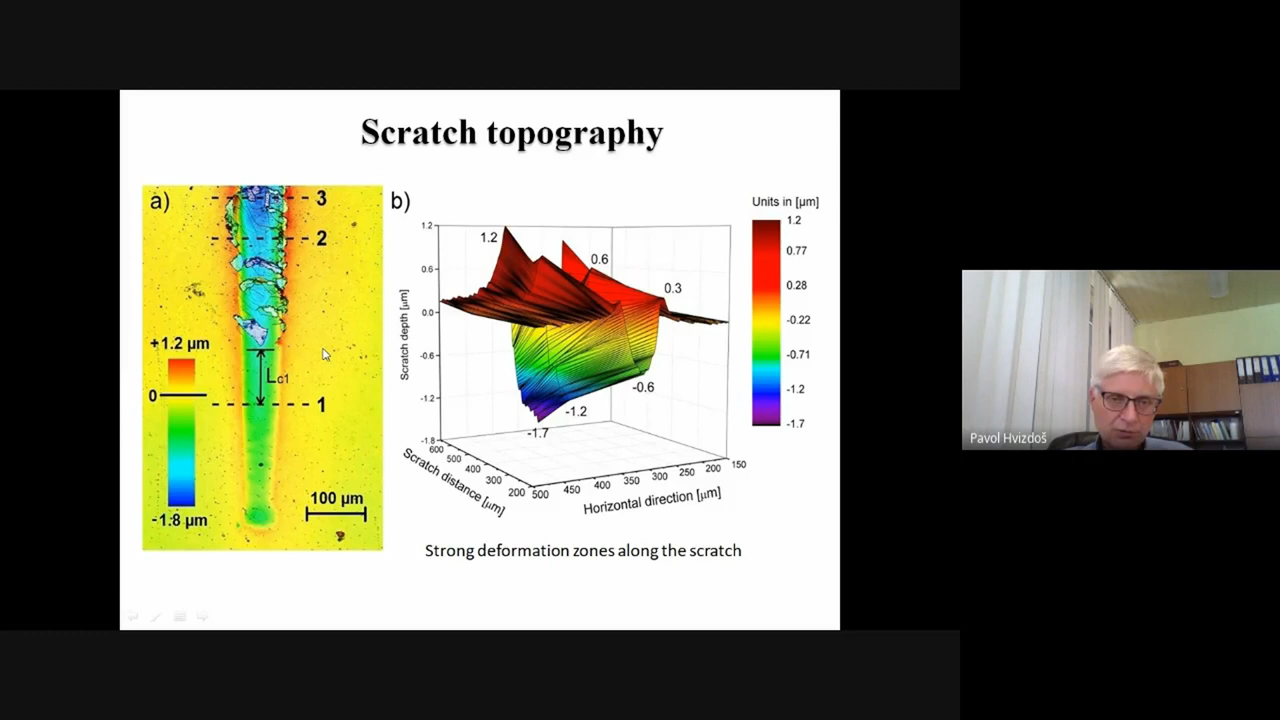 Scratch topography
a)
3
2
+1.2 µm
0
-1.8 µm
Lc1
1
100 µm
b)
Units in [µm]
1.2
0.77
0.28
-0.22
-0.71
-1.2
-1.7
1.2
0.6
0.0
-0.6
-1.2
-1.8
Scratch depth [µm]
1.2
0.6
0.3
-0.6
-1.2
-1.7
600
500
400
300
200
Scratch distance [µm]
500
450
400
350
300
250
200
150
Horizontal direction [µm]
Strong deformation zones along the scratch
Pavol Hvizdoš